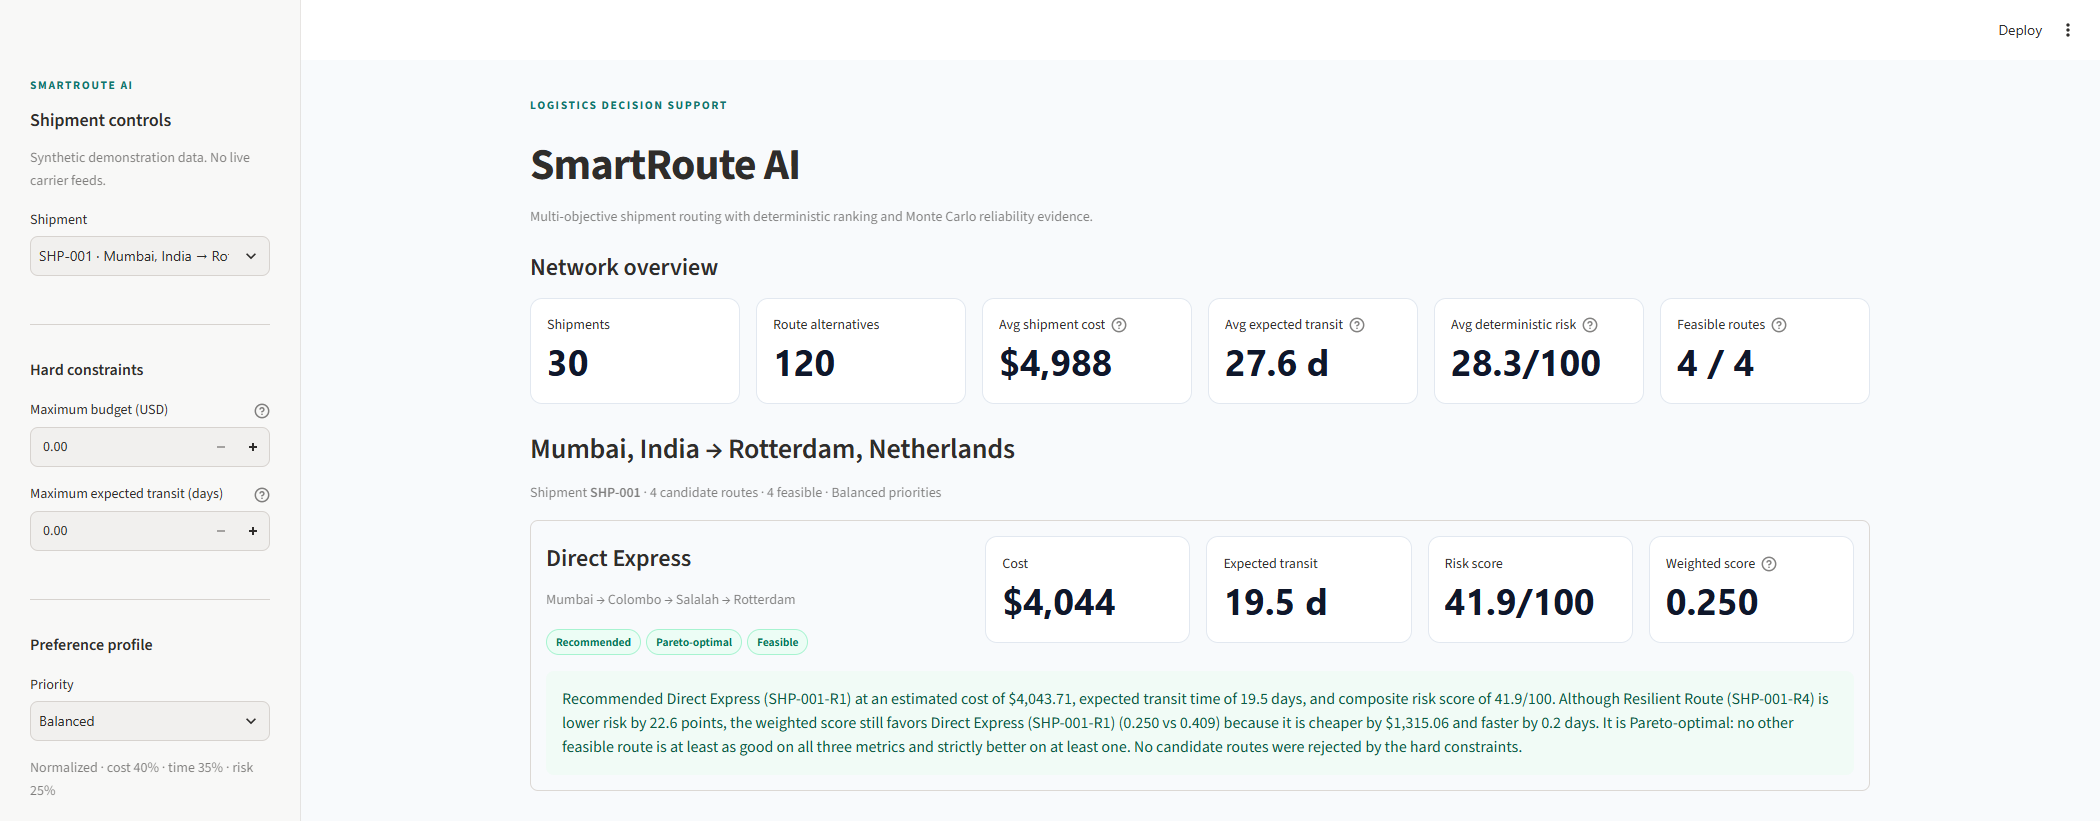 Deploy
SMARTROUTE AI
Shipment controls
Synthetic demonstration data. No live
carrier feeds.
Shipment
SHP-001 · Mumbai, India → Ro
Hard constraints
Maximum budget (USD)
0.00
Maximum expected transit (days)
0.00
Preference profile
Priority
Balanced
Normalized · cost 40% · time 35% · risk
25%
LOGISTICS DECISION SUPPORT
SmartRoute AI
Multi-objective shipment routing with deterministic ranking and Monte Carlo reliability evidence.
Network overview
Shipments
30
Route alternatives
120
Avg shipment cost
$4,988
Avg expected transit
27.6 d
Avg deterministic risk
28.3/100
Feasible routes
4 / 4
Mumbai, India → Rotterdam, Netherlands
Shipment SHP-001 · 4 candidate routes · 4 feasible · Balanced priorities
Direct Express
Mumbai → Colombo → Salalah → Rotterdam
Recommended Pareto-optimal Feasible
Cost
$4,044
Expected transit
19.5 d
Risk score
41.9/100
Weighted score
0.250
Recommended Direct Express (SHP-001-R1) at an estimated cost of $4,043.71, expected transit time of 19.5 days, and composite risk score of 41.9/100. Although Resilient Route (SHP-001-R4) is
lower risk by 22.6 points, the weighted score still favors Direct Express (SHP-001-R1) (0.250 vs 0.409) because it is cheaper by $1,315.06 and faster by 0.2 days. It is Pareto-optimal: no other
feasible route is at least as good on all three metrics and strictly better on at least one. No candidate routes were rejected by the hard constraints.